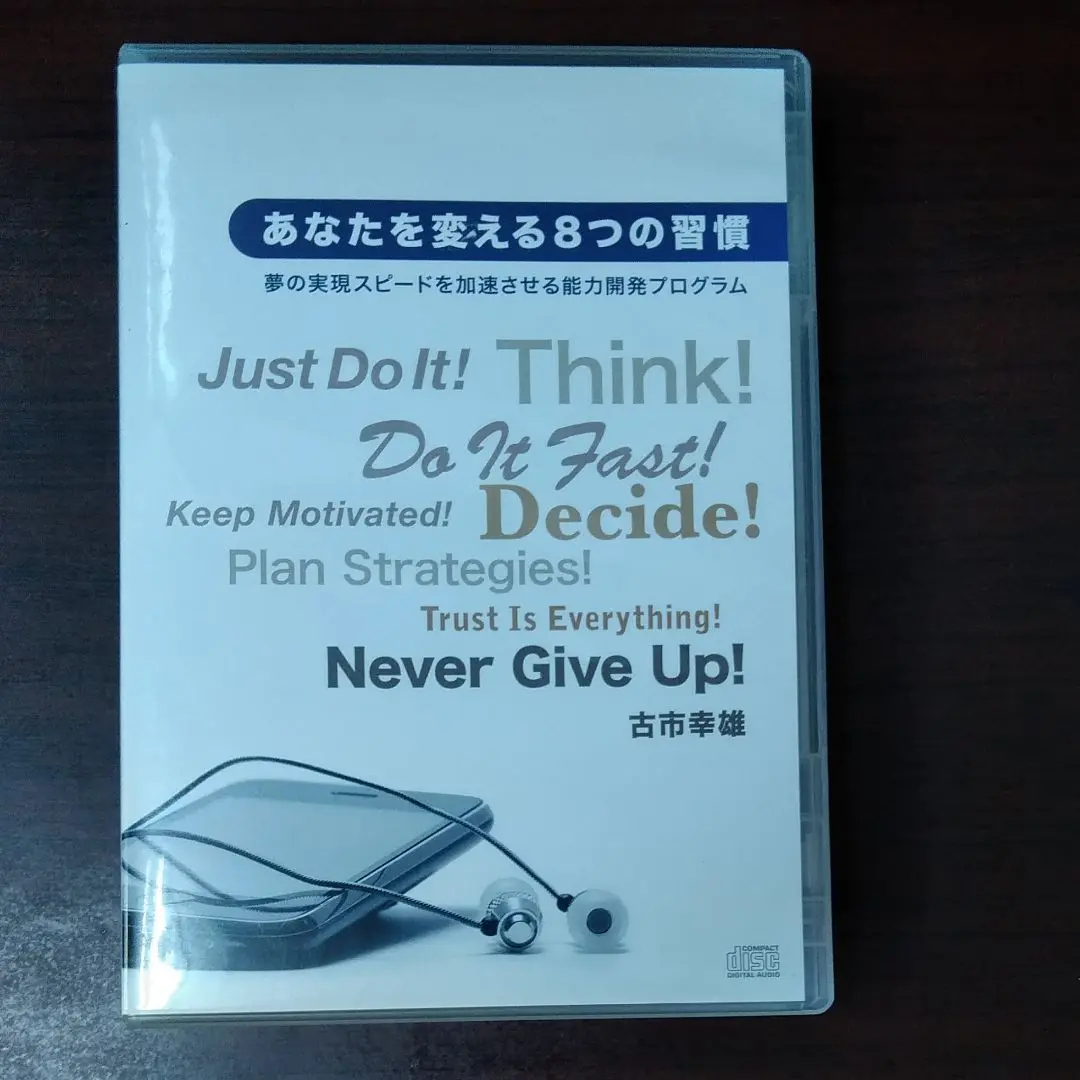 あなたを変える8つの習慣
夢の実現スピードを加速させる能力開発プログラム
Just Do It! Think!
Do It Fast!
Keep Motivated! Decide!
Plan Strategies!
Trust Is Everything!
Never Give Up!
古市幸雄
COMPACT
disc
DIGITAL AUDIO